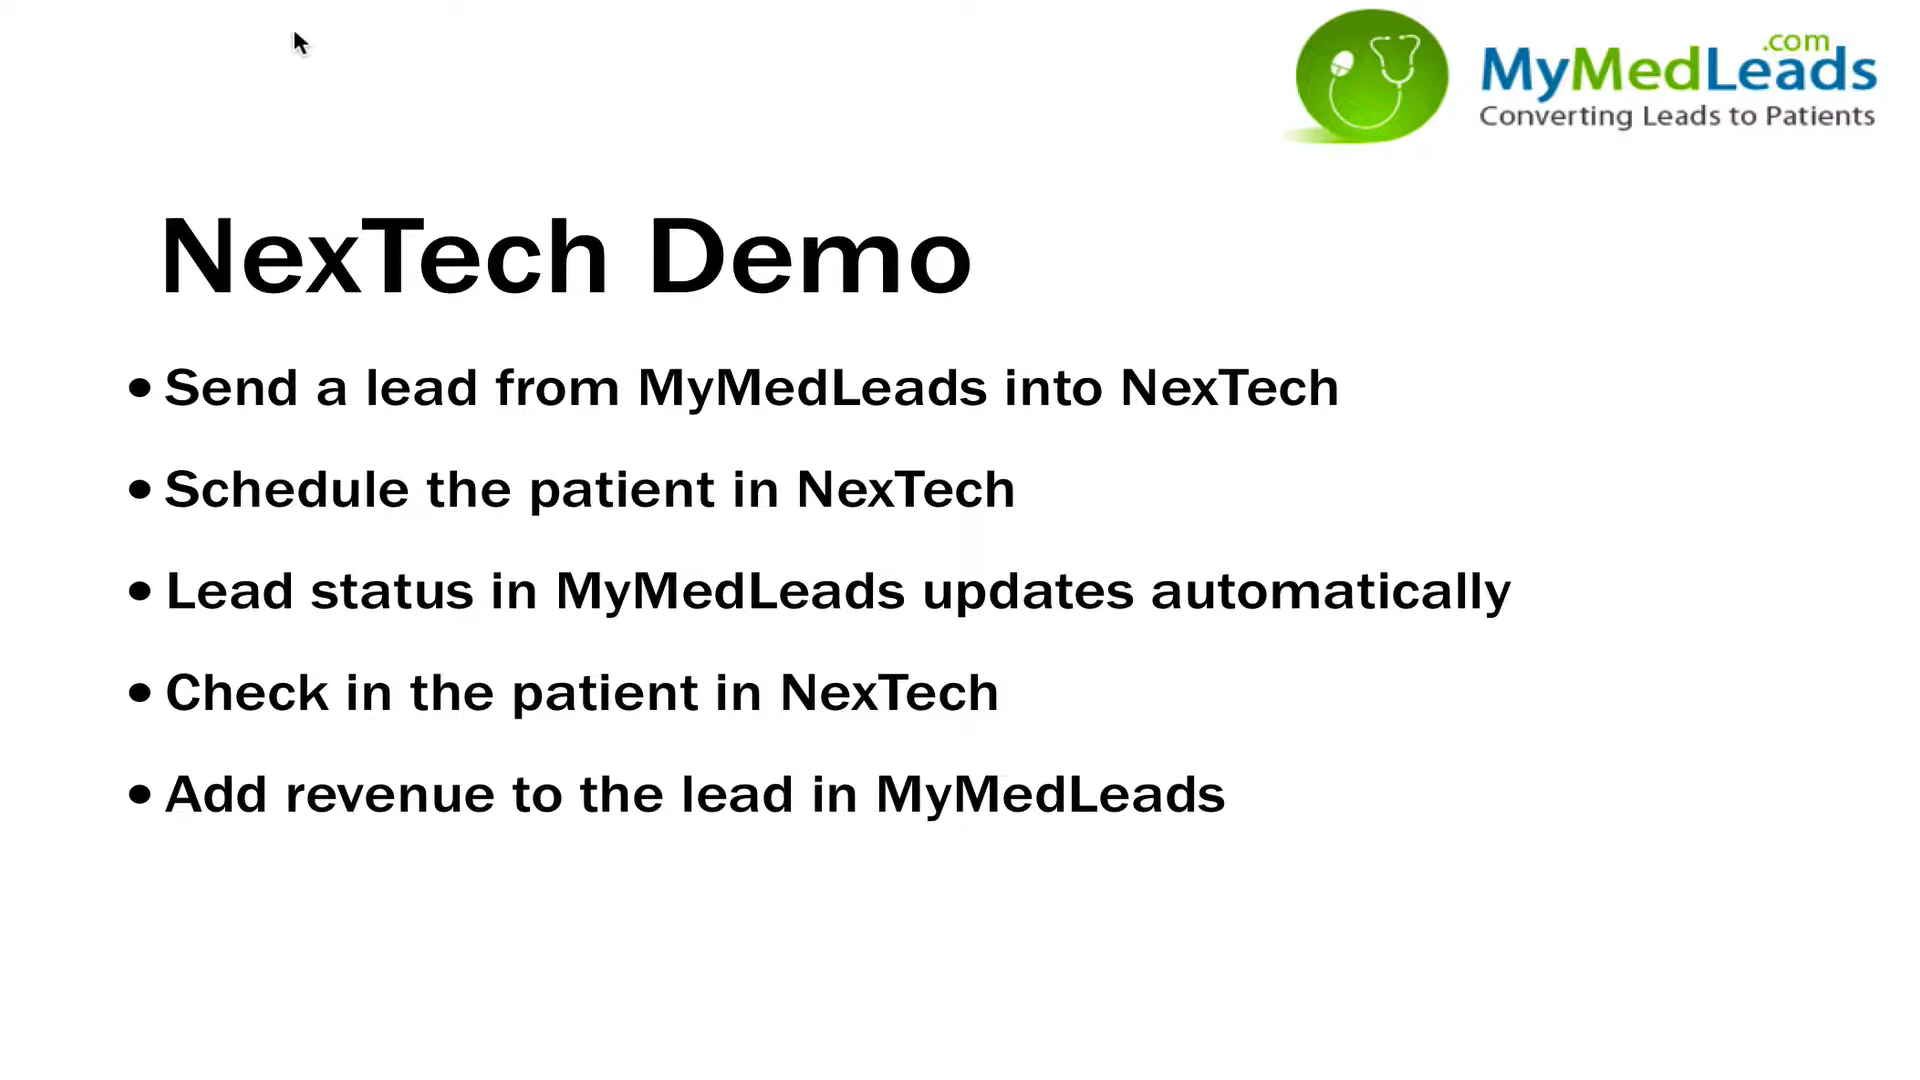 .com
MyMedLeads
Converting Leads to Patients
NexTech Demo
• Send a lead from MyMedLeads into NexTech
• Schedule the patient in NexTech
• Lead status in MyMedLeads updates automatically
• Check in the patient in NexTech
• Add revenue to the lead in MyMedLeads